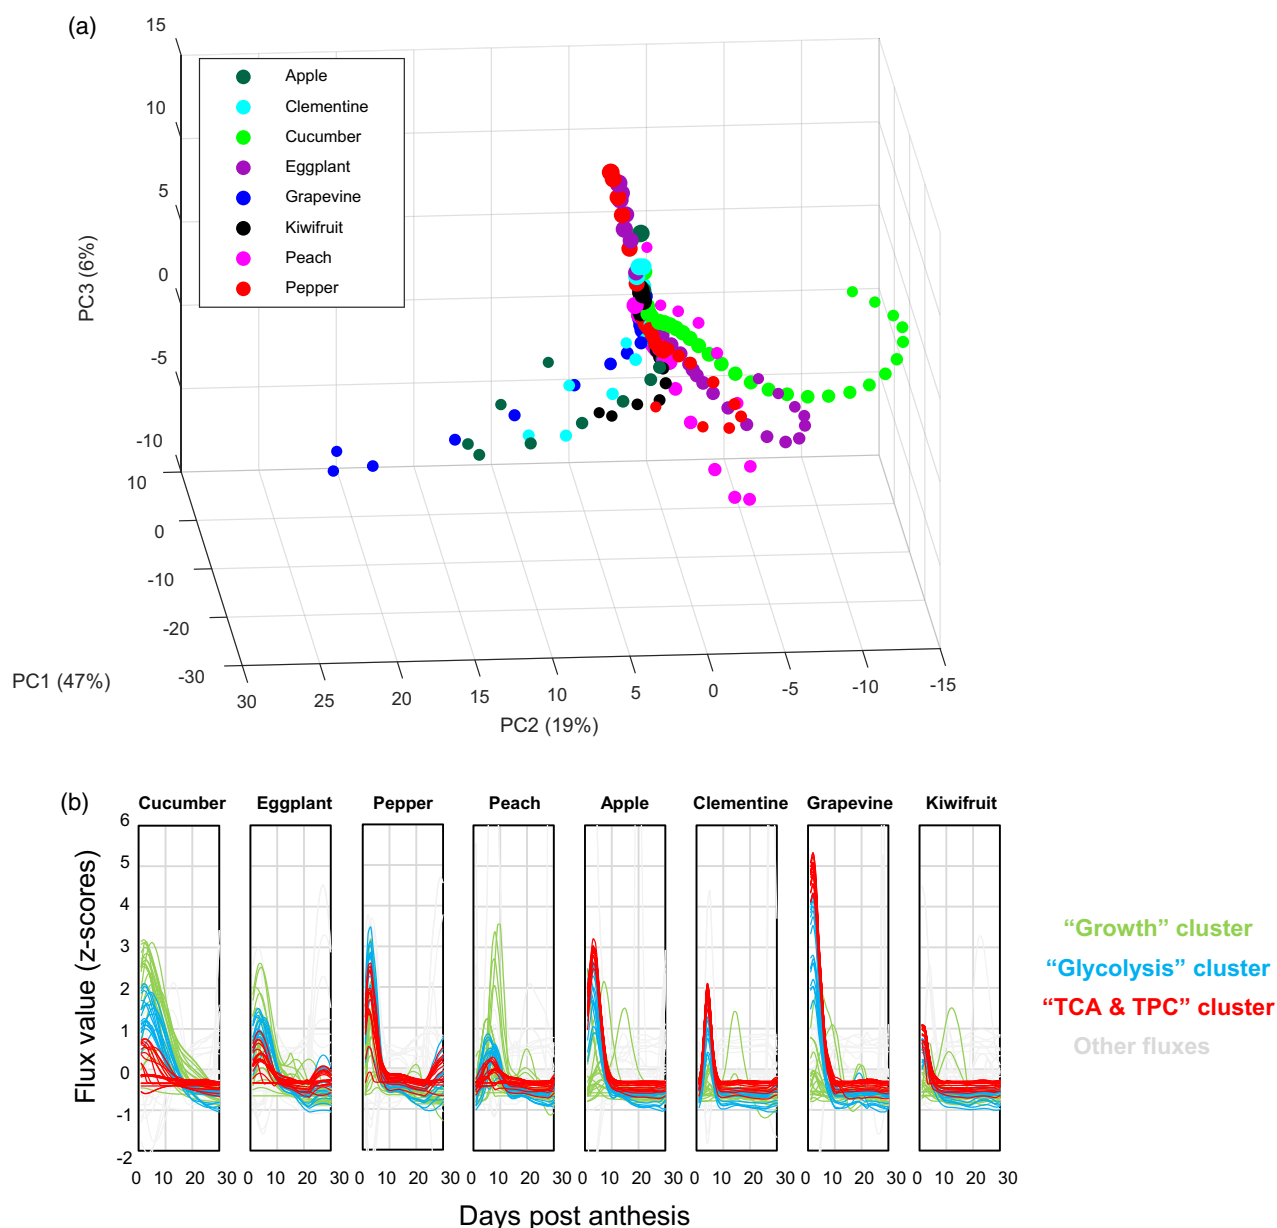 (a)
15
10
5
0
-5
-10
PC3 (6%)
Apple
Clementine
Cucumber
Eggplant
Grapevine
Kiwifruit
Peach
Pepper
10
0
-10
-20
-30
PC1 (47%)
30
25
20
15
10
5
0
-5
-10
-15
PC2 (19%)
(b)
Cucumber Eggplant Pepper Peach Apple Clementine Grapevine Kiwifruit
6
5
4
3
2
1
0
-1
-2
Flux value (z-scores)
0 10 20 30 0 10 20 30 0 10 20 30 0 10 20 30 0 10 20 30 0 10 20 30 0 10 20 30 0 10 20 30
Days post anthesis
“Growth” cluster
“Glycolysis” cluster
“TCA & TPC” cluster
Other fluxes